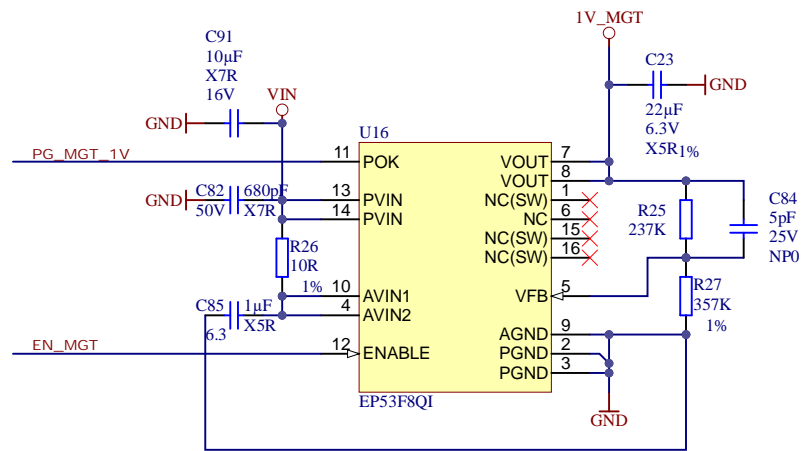 1V_MGT
C91
10µF
X7R
16V
VIN
GND
C23
GND
22µF
6.3V
X5R
1%
U16
PG_MGT_1V
11
POK
VOUT
7
VOUT
8
GND
C82
680pF
50V
X7R
13
PVIN
14
PVIN
NC(SW)
1
NC
6
NC(SW)
15
NC(SW)
16
R25
237K
C84
5pF
25V
NP0
R26
10R
1%
10
AVIN1
4
AVIN2
VFB
5
R27
357K
1%
C85
1µF
6.3
X5R
AGND
9
PGND
2
PGND
3
EN_MGT
12
ENABLE
EP53F8QI
GND